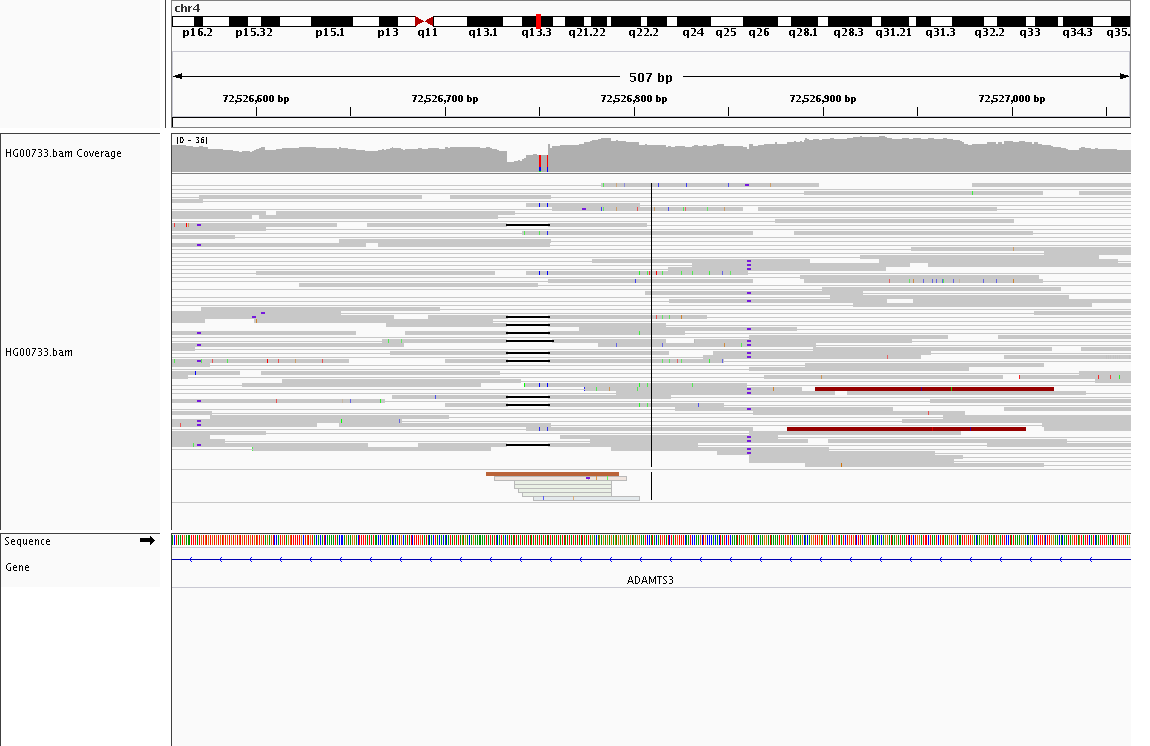 chr4
p16.2 p15.32 p15.1 p13 q11 q13.1 q13.3 q21.22 q22.2 q24 q25 q26 q28.1 q28.3 q31.21 q31.3 q32.2 q33 q34.3 q35.
507 bp
72,526,600 bp 72,526,700 bp 72,526,800 bp 72,526,900 bp 72,527,000 bp
HG00733.bam Coverage
[0 - 36]
HG00733.bam
Sequence
Gene
ADAMTS3